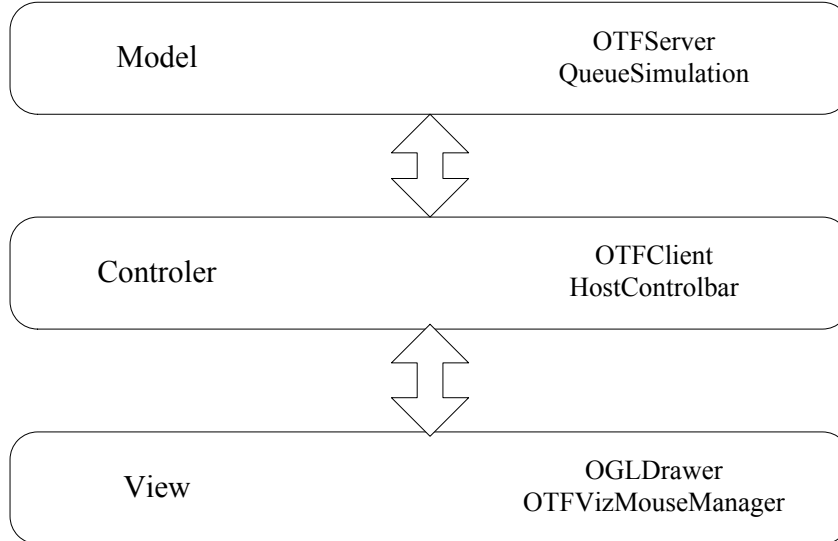 Model
OTFServer
QueueSimulation
Controler
OTFClient
HostControlbar
View
OGLDrawer
OTFVizMouseManager